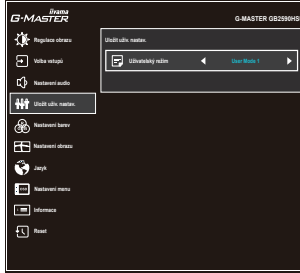 iiyama
G-MASTER
G-MASTER GB2590HS
Regulace obrazu
Volba vstupů
Nastavení audio
Uložit uživ. nastav.
Nastavení barev
Nastavení obrazu
Jazyk
Nastavení menu
Informace
Reset
Uložit uživ. nastav.
Uživatelský režim
User Mode 1